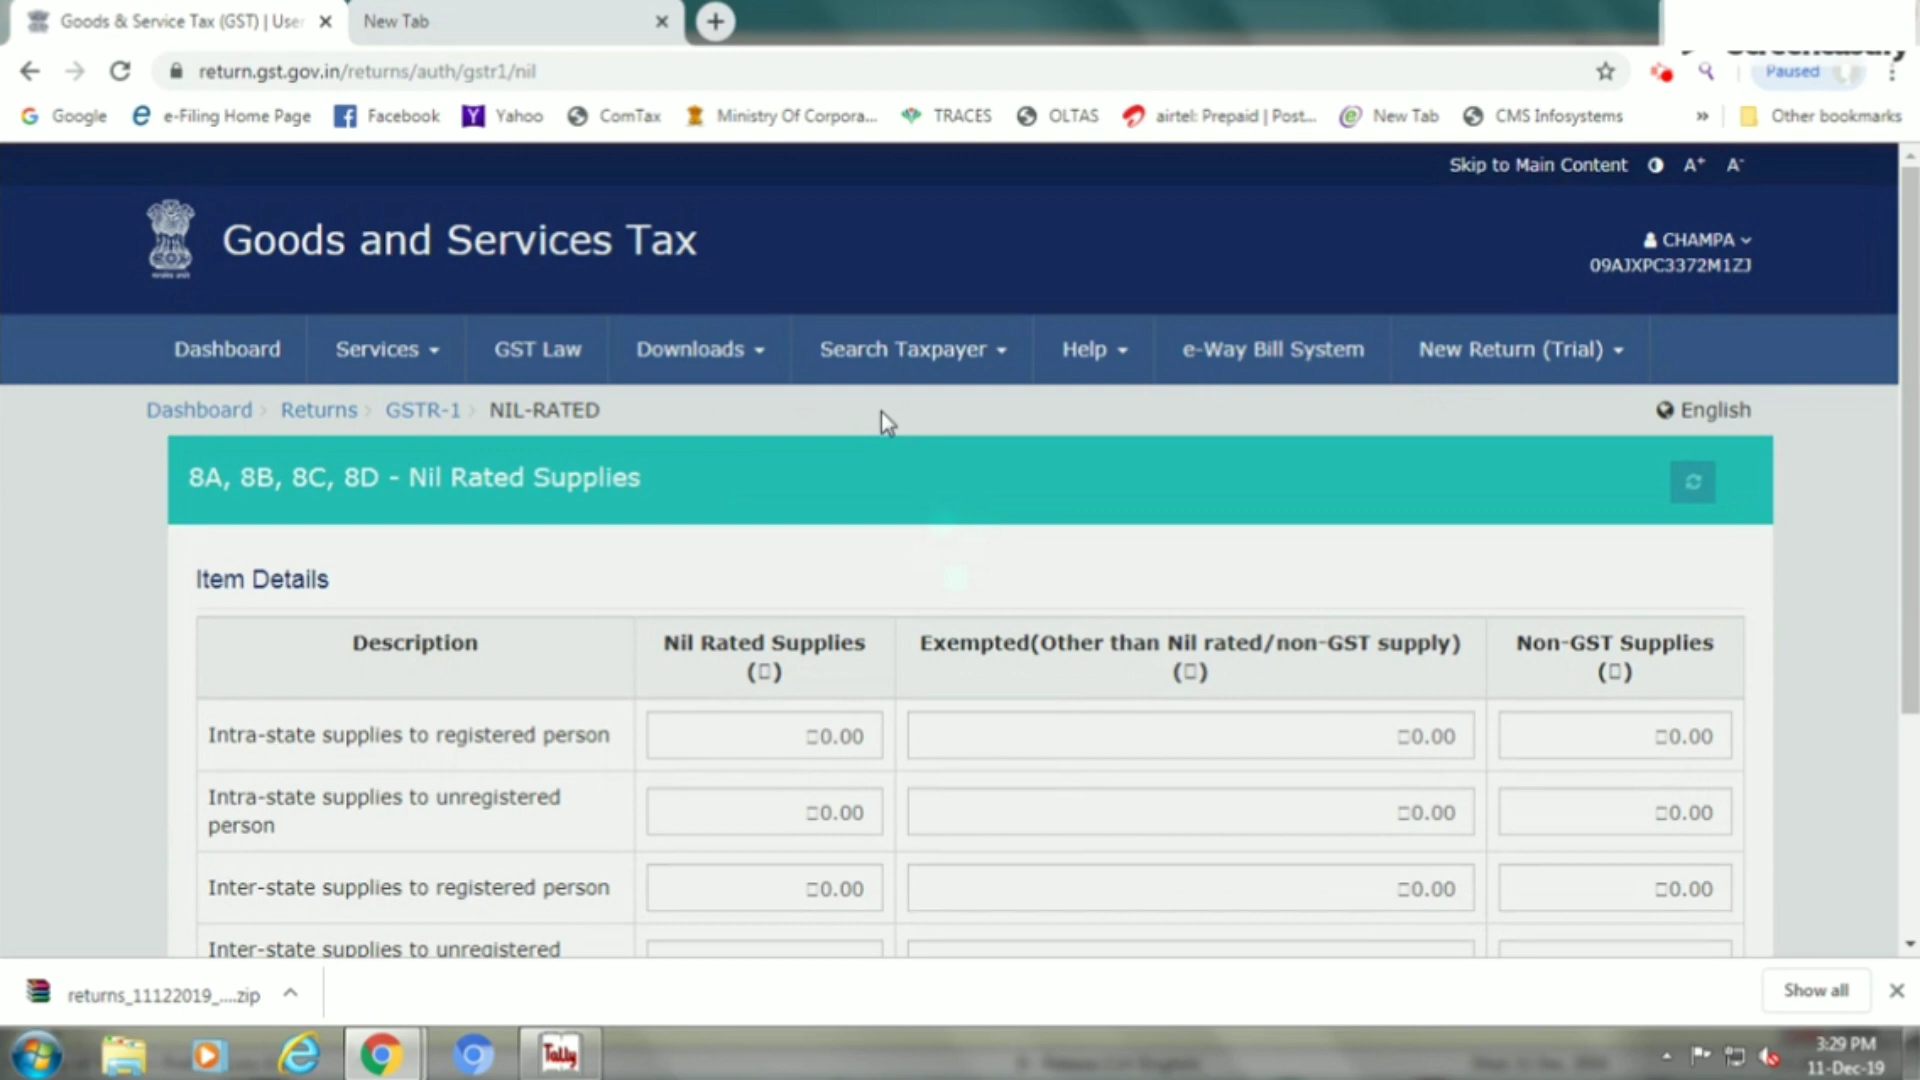 Goods & Service Tax (GST) | User
New Tab
return.gst.gov.in/returns/auth/gstr1/nil
Paused
Google
e-Filing Home Page
Facebook
Yahoo
ComTax
Ministry Of Corpora...
TRACES
OLTAS
airtel: Prepaid | Post...
New Tab
CMS Infosystems
»
Other bookmarks
Skip to Main Content
A+
A-
Goods and Services Tax
CHAMPA
09AJXPC3372M1ZJ
Dashboard
Services
GST Law
Downloads
Search Taxpayer
Help
e-Way Bill System
New Return (Trial)
Dashboard
Returns
GSTR-1
NIL-RATED
English
8A, 8B, 8C, 8D - Nil Rated Supplies
Item Details
Description
Nil Rated Supplies
(▯)
Exempted(Other than Nil rated/non-GST supply)
(▯)
Non-GST Supplies
(▯)
Intra-state supplies to registered person
▯0.00
▯0.00
▯0.00
Intra-state supplies to unregistered
person
▯0.00
▯0.00
▯0.00
Inter-state supplies to registered person
▯0.00
▯0.00
▯0.00
Inter-state supplies to unregistered
returns_11122019_....zip
Show all
Tally
3:29 PM
11-Dec-19